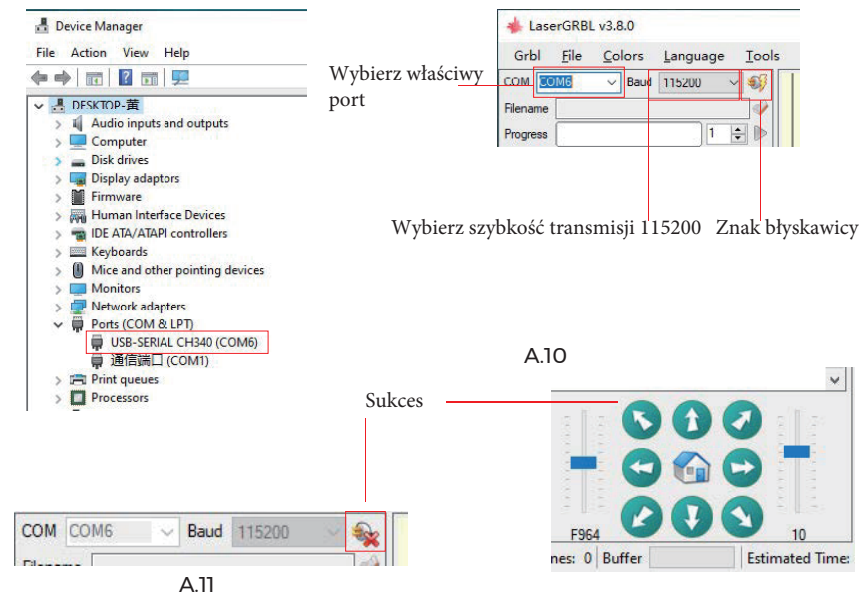 Device Manager
File Action View Help
DESKTOP-黄
Audio inputs and outputs
Computer
Disk drives
Display adaptors
Firmware
Human Interface Devices
IDE ATA/ATAPI controllers
Keyboards
Mice and other pointing devices
Monitors
Network adapters
Ports (COM & LPT)
USB-SERIAL CH340 (COM6)
通信端口 (COM1)
Print queues
Processors
Wybierz właściwy
port
LaserGRBL v3.8.0
Grbl File Colors Language Tools
COM COM6 Baud 115200
Filename
Progress 1
Wybierz szybkość transmisji 115200 Znak błyskawicy
A.10
Sukces
F964 10
nes: 0 Buffer Estimated Time:
COM COM6 Baud 115200
Filename
A.11